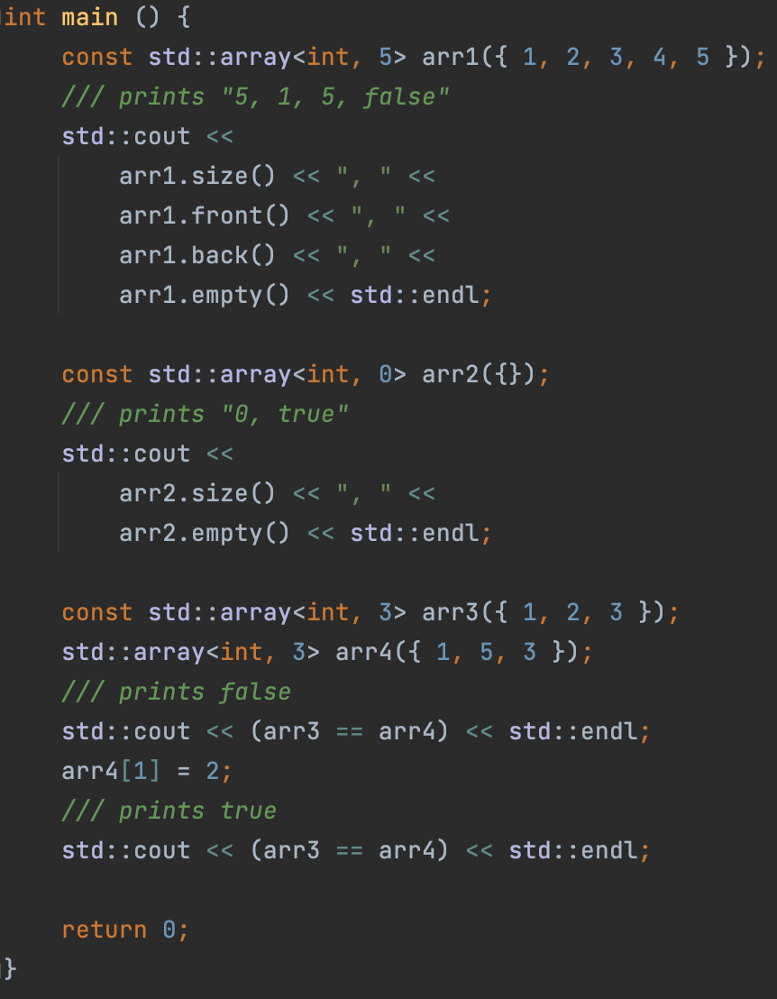 int main () {
    const std::array<int, 5> arr1({ 1, 2, 3, 4, 5 });
    /// prints "5, 1, 5, false"
    std::cout <<
        arr1.size() << ", " <<
        arr1.front() << ", " <<
        arr1.back() << ", " <<
        arr1.empty() << std::endl;

    const std::array<int, 0> arr2({});
    /// prints "0, true"
    std::cout <<
        arr2.size() << ", " <<
        arr2.empty() << std::endl;

    const std::array<int, 3> arr3({ 1, 2, 3 });
    std::array<int, 3> arr4({ 1, 5, 3 });
    /// prints false
    std::cout << (arr3 == arr4) << std::endl;
    arr4[1] = 2;
    /// prints true
    std::cout << (arr3 == arr4) << std::endl;

    return 0;
}